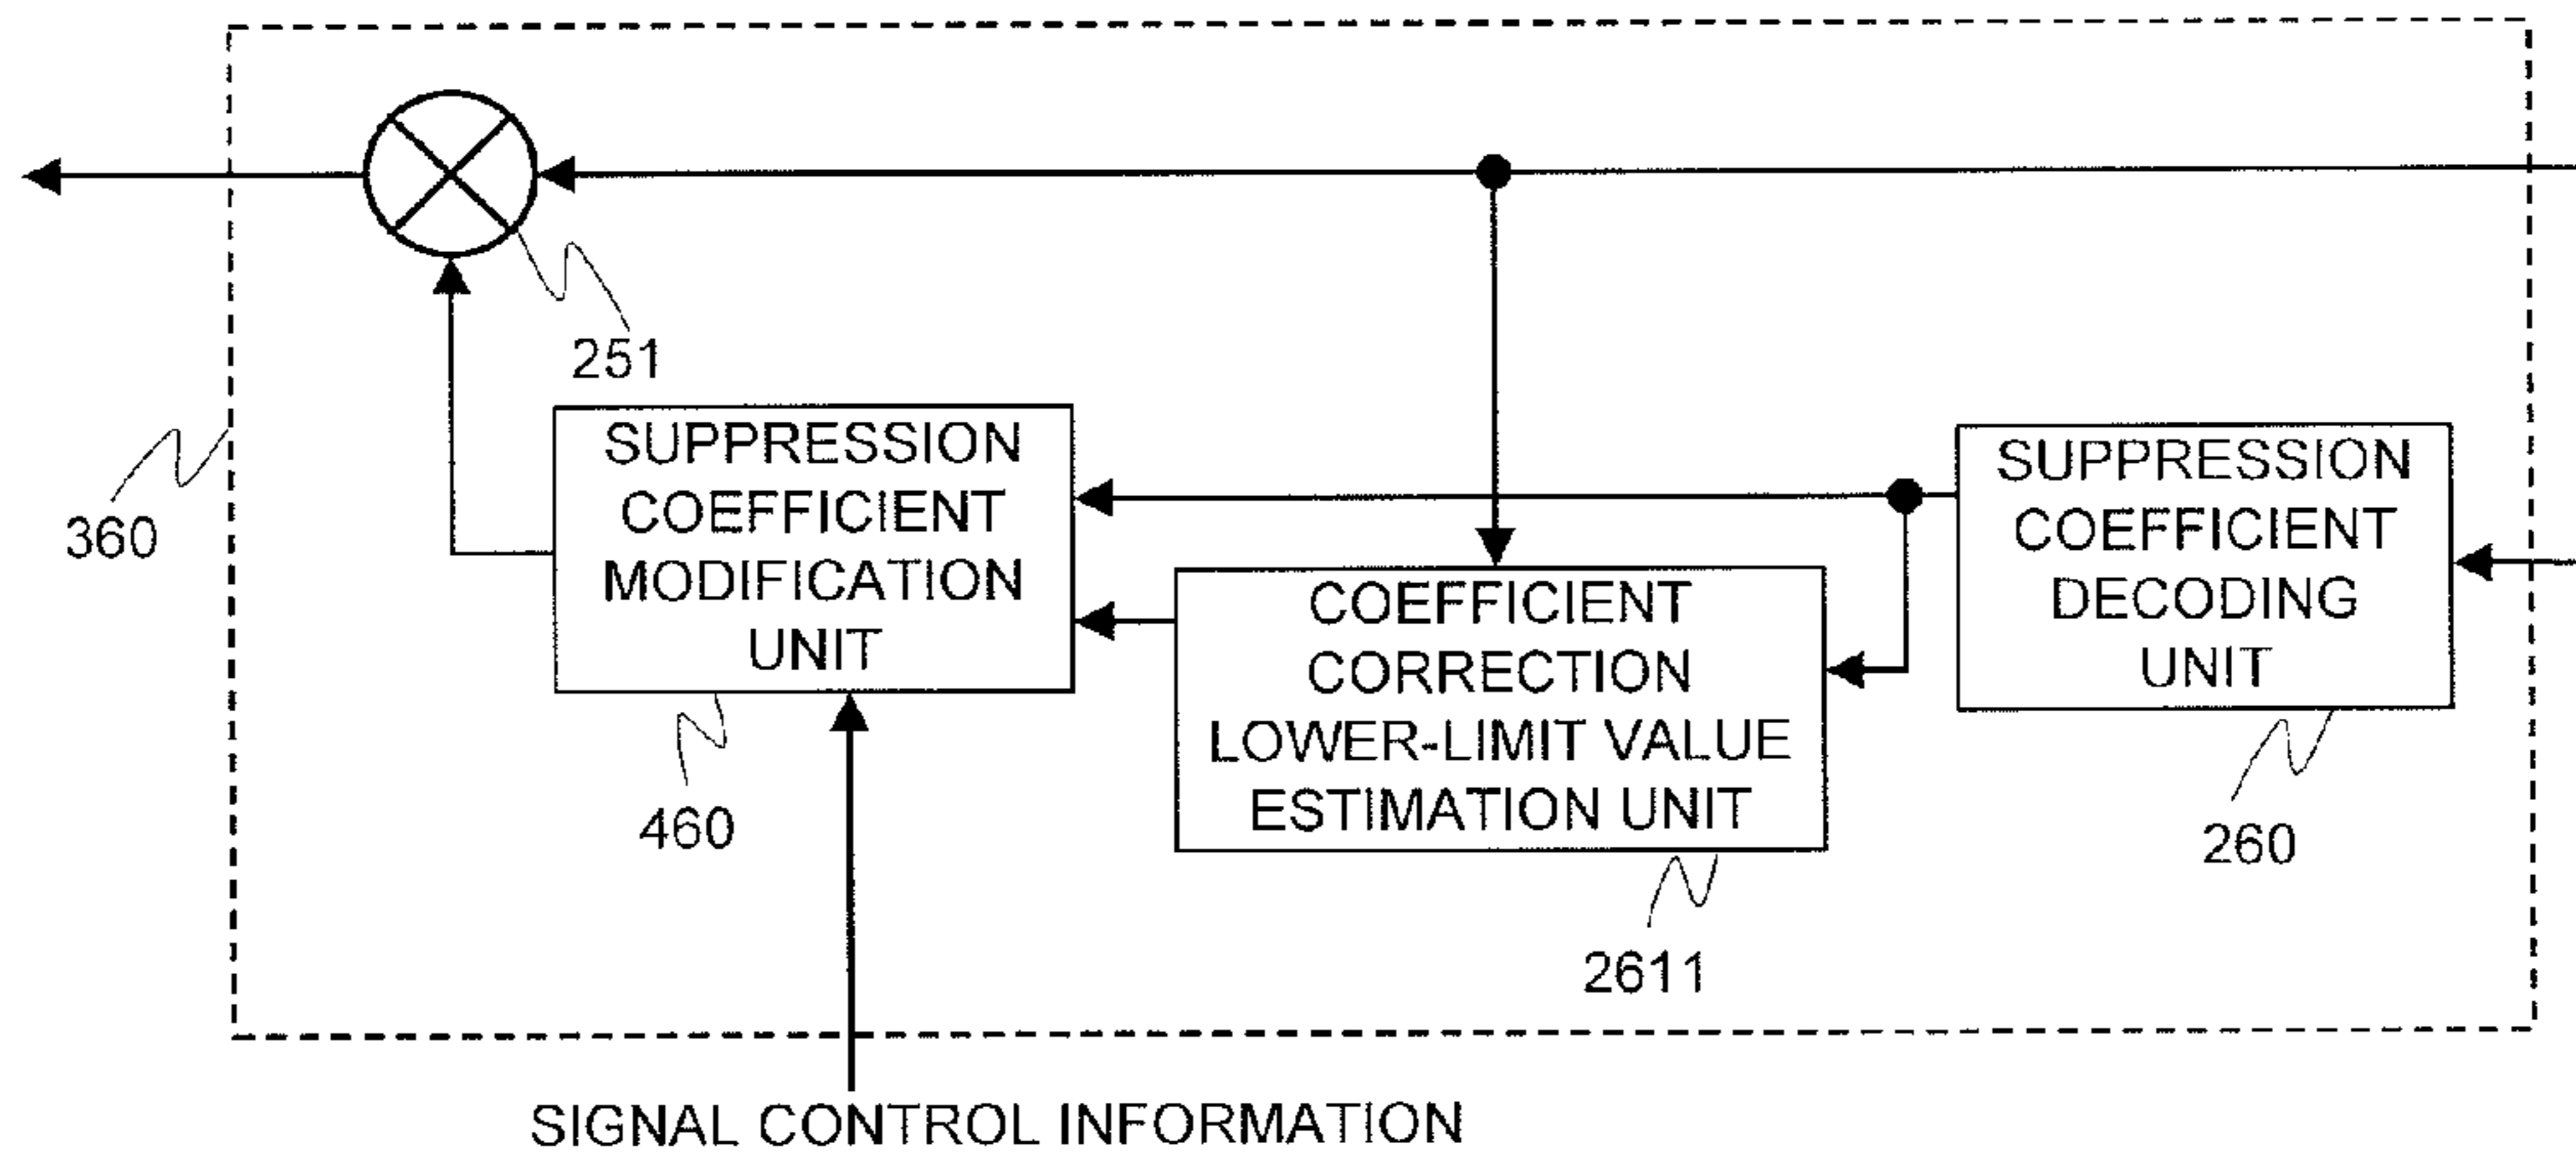 251
360
SUPPRESSION
COEFFICIENT
MODIFICATION
UNIT
460
COEFFICIENT
CORRECTION
LOWER-LIMIT VALUE
ESTIMATION UNIT
2611
SUPPRESSION
COEFFICIENT
DECODING
UNIT
260
SIGNAL CONTROL INFORMATION